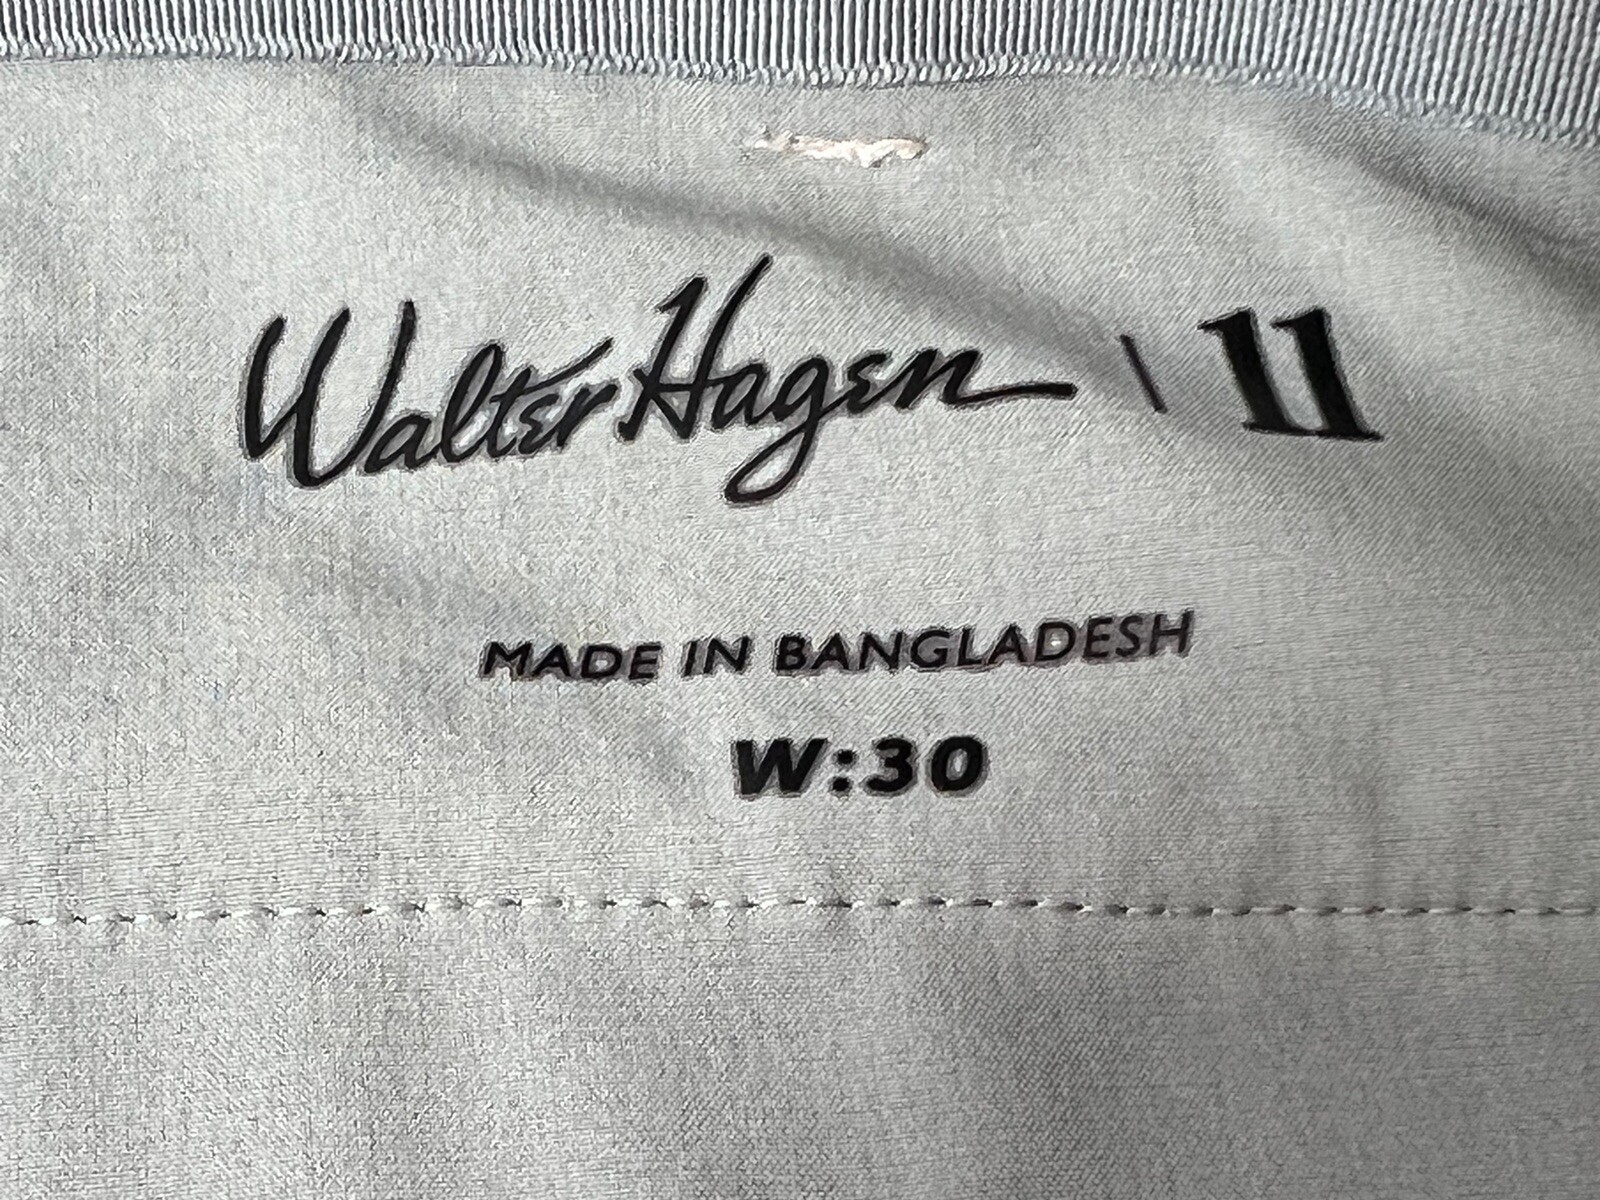 Walter Hagen | 11
MADE IN BANGLADESH
W:30